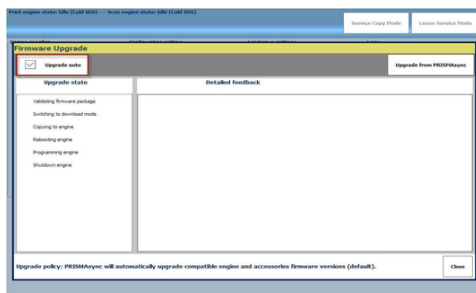 Print engine state: Idle (Cold SDS) --- Scan engine state: Idle (Cold SDS)
Service Copy Mode
Leave Service Mode
Firmware Upgrade
Upgrade auto
Upgrade from PRISMAsync
Upgrade state
Detailed feedback
Validating firmware package
Switching to download mode
Copying to engine
Rebooting engine
Programming engine
Shutdown engine
Upgrade policy: PRISMAsync will automatically upgrade compatible engine and accessories firmware versions (default).
Close